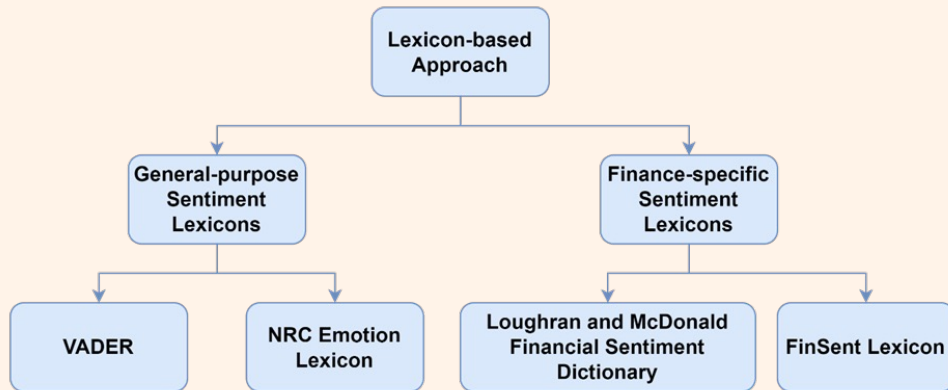 Lexicon-based
Approach
General-purpose
Sentiment
Lexicons
Finance-specific
Sentiment
Lexicons
VADER
NRC Emotion
Lexicon
Loughran and McDonald
Financial Sentiment
Dictionary
FinSent Lexicon